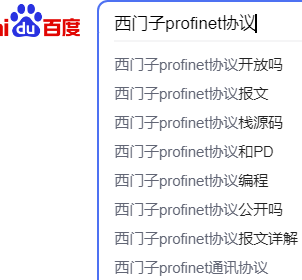 西门子profinet协议
ai du 百度
西门子profinet协议开放吗
西门子profinet协议报文
西门子profinet协议栈源码
西门子profinet协议和PD
西门子profinet协议编程
西门子profinet协议公开吗
西门子profinet协议报文详解
西门子profinet通讯协议